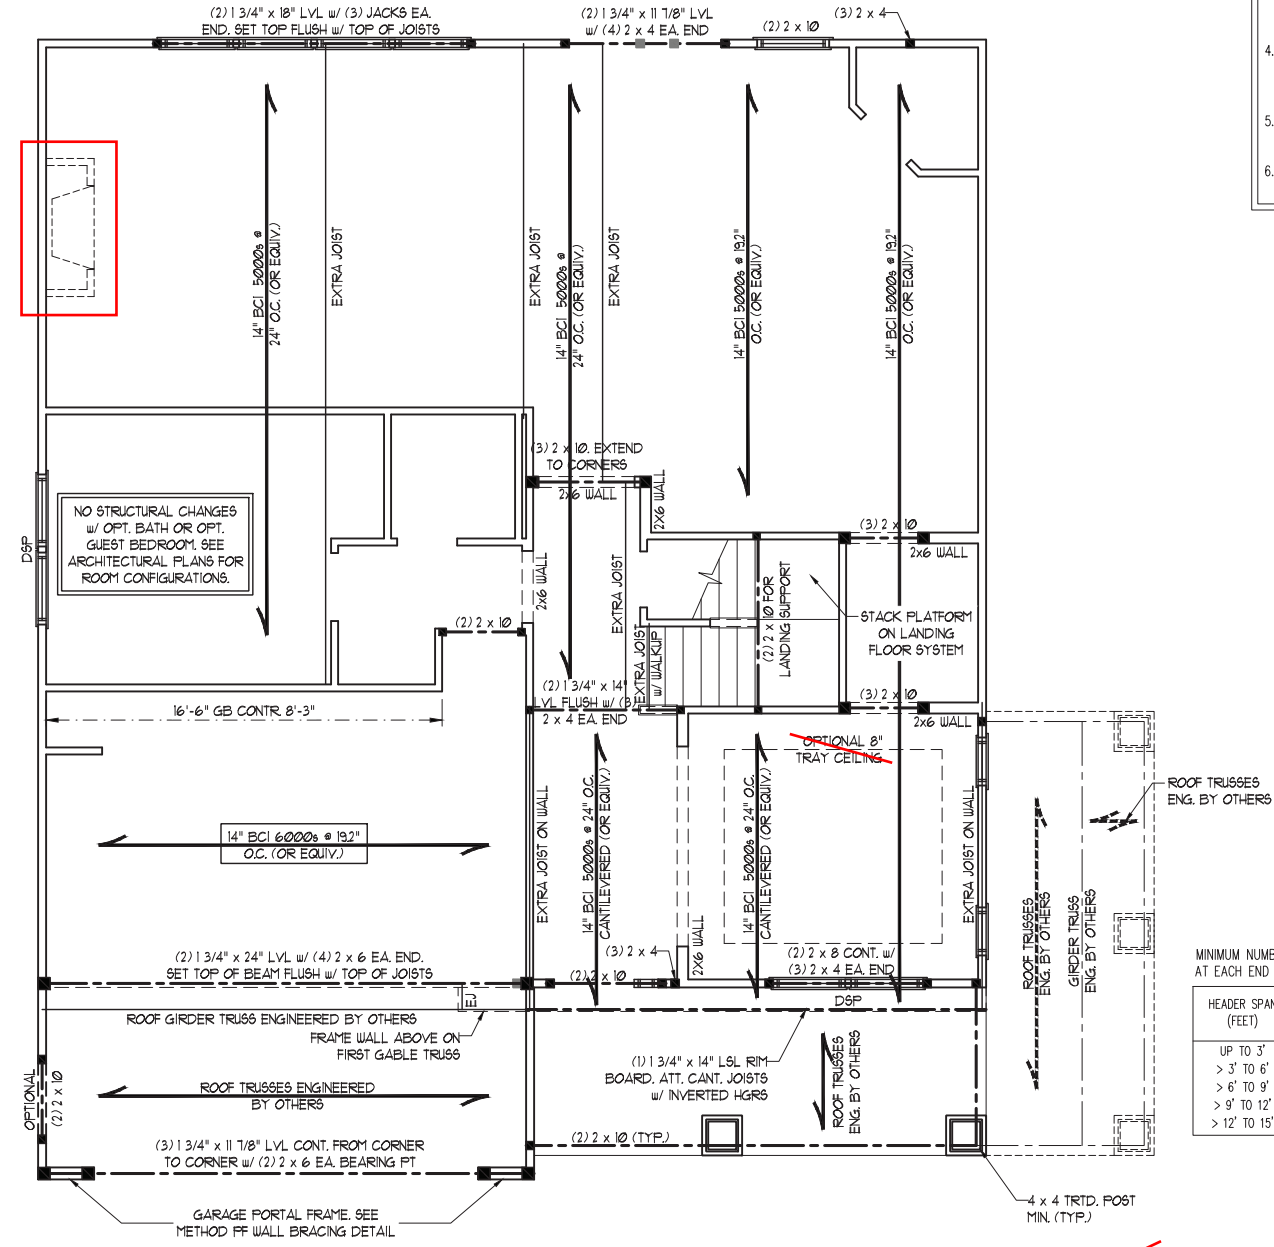 (2) 1 3/4" x 18" LVL w/ (3) JACKS EA.
END. SET TOP FLUSH w/ TOP OF JOISTS
(2) 1 3/4" x 11 7/8" LVL
w/ (4) 2 x 4 EA. END
(2) 2 x 10
(3) 2 x 4
4.
5.
6.
14" BCI 5000s @
24" O.C. (OR EQUIV.)
EXTRA JOIST
EXTRA JOIST
14" BCI 5000s @
24" O.C. (OR EQUIV.)
EXTRA JOIST
14" BCI 5000s @ 19.2"
O.C. (OR EQUIV.)
14" BCI 5000s @ 19.2"
O.C. (OR EQUIV.)
(3) 2 x 10. EXTEND
TO CORNERS
2x6 WALL
2X6 WALL
NO STRUCTURAL CHANGES
w/ OPT. BATH OR OPT.
GUEST BEDROOM. SEE
ARCHITECTURAL PLANS FOR
ROOM CONFIGURATIONS.
DSP
2x6 WALL
EXTRA JOIST
(3) 2 x 10
2x6 WALL
(2) 2 x 10 FOR
LANDING SUPPORT
STACK PLATFORM
ON LANDING
FLOOR SYSTEM
(2) 2 x 10
EXTRA JOIST
w/ WALKUP
(2) 1 3/4" x 14"
LVL FLUSH w/ (3)
2 x 4 EA. END
(3) 2 x 10
2x6 WALL
16'-6" GB CONTR. 8'-3"
OPTIONAL 8"
TRAY CEILING
ROOF TRUSSES
ENG. BY OTHERS
14" BCI 6000s @ 19.2"
O.C. (OR EQUIV.)
EXTRA JOIST ON WALL
14" BCI 5000s @ 24" O.C.
CANTILEVERED (OR EQUIV.)
14" BCI 5000s @ 24" O.C.
CANTILEVERED (OR EQUIV.)
EXTRA JOIST ON WALL
ROOF TRUSSES
ENG. BY OTHERS
GIRDER TRUSS
ENG. BY OTHERS
2X6 WALL
(2) 1 3/4" x 24" LVL w/ (4) 2 x 6 EA. END.
SET TOP OF BEAM FLUSH w/ TOP OF JOISTS
(3) 2 x 4
(2) 2 x 10
(2) 2 x 8 CONT. w/
(3) 2 x 4 EA. END
DSP
MINIMUM NUMB
AT EACH END
HEADER SPAN
(FEET)
UP TO 3'
> 3' TO 6'
> 6' TO 9'
> 9' TO 12'
> 12' TO 15'
EJ
ROOF GIRDER TRUSS ENGINEERED BY OTHERS
FRAME WALL ABOVE ON
FIRST GABLE TRUSS
(1) 1 3/4" x 14" LSL RIM
BOARD. ATT. CANT. JOISTS
w/ INVERTED HGRS
ROOF TRUSSES
ENG. BY OTHERS
OPTIONAL
(2) 2 x 10
ROOF TRUSSES ENGINEERED
BY OTHERS
(3) 1 3/4" x 11 7/8" LVL CONT. FROM CORNER
TO CORNER w/ (2) 2 x 6 EA. BEARING PT
(2) 2 x 10 (TYP.)
4 x 4 TRTD. POST
MIN. (TYP.)
GARAGE PORTAL FRAME. SEE
METHOD PF WALL BRACING DETAIL